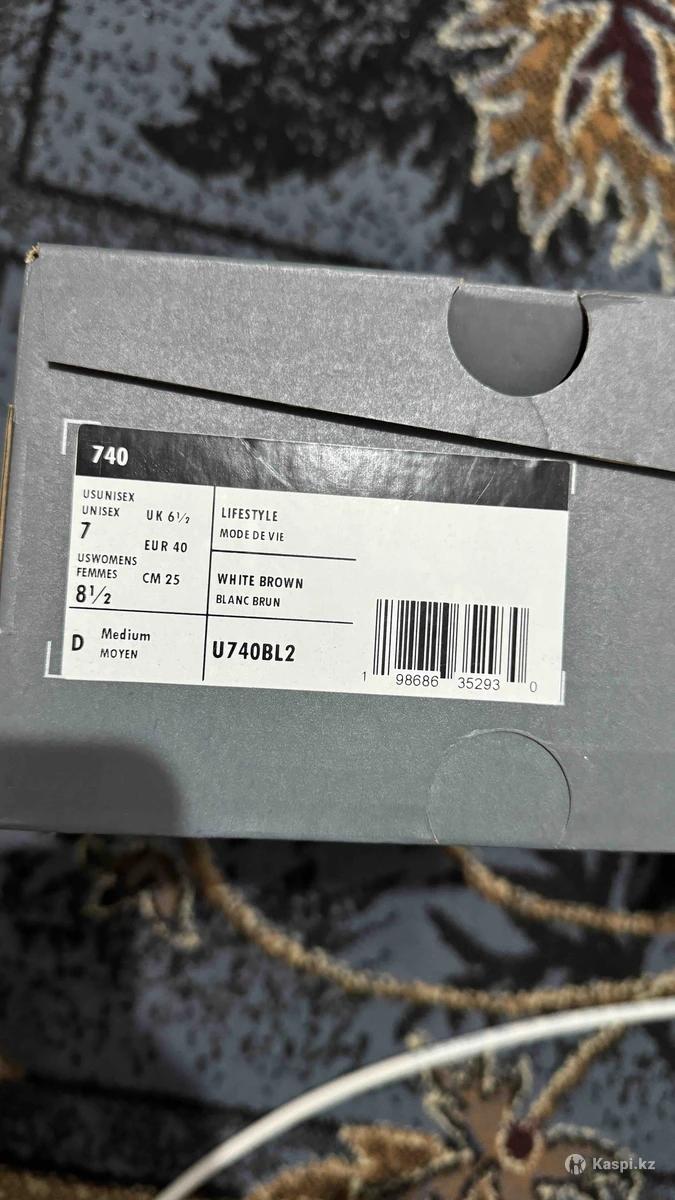 740
USUNISEX
UNISEX
7
UK 6½
EUR 40
USWOMENS
FEMMES
8½
CM 25
LIFESTYLE
MODE DE VIE
WHITE BROWN
BLANC BRUN
D Medium
MOYEN
U740BL2
1 98686 35293 0
Kaspi.kz